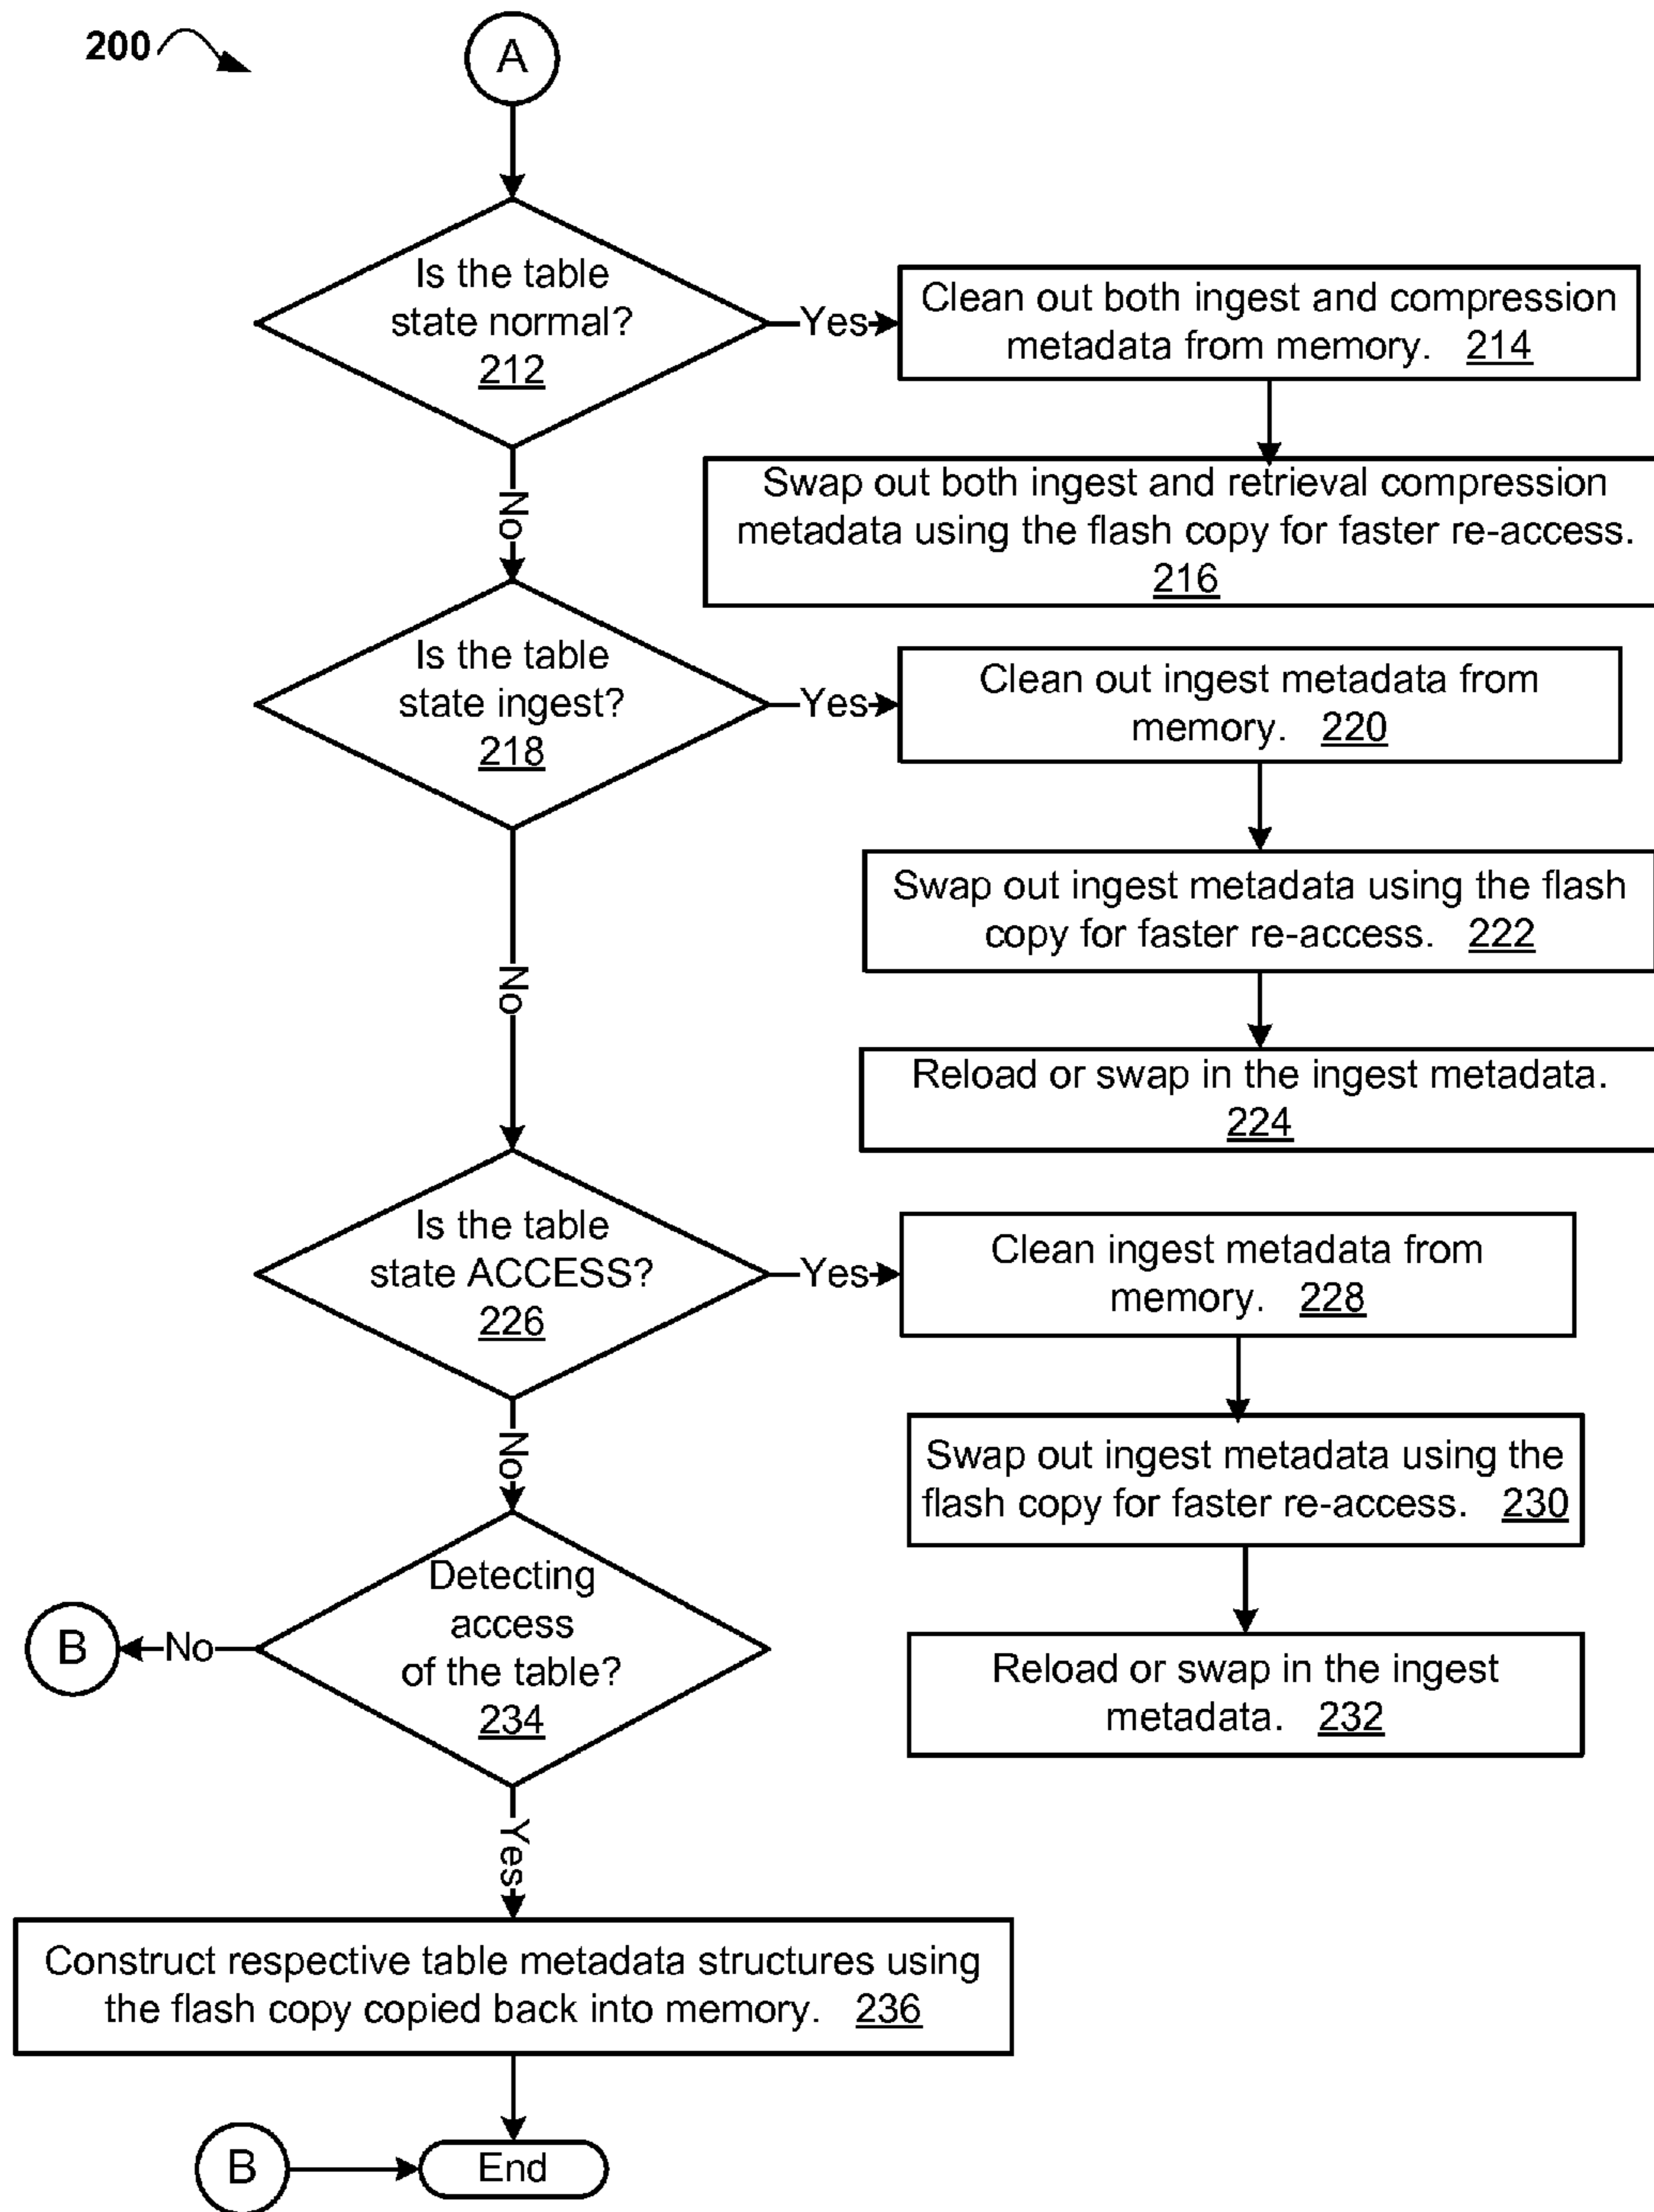 200
A
Is the table
state normal?
212
Yes
Clean out both ingest and compression
metadata from memory. 214
Swap out both ingest and retrieval compression
metadata using the flash copy for faster re-access.
216
No
Is the table
state ingest?
218
Yes
Clean out ingest metadata from
memory. 220
Swap out ingest metadata using the flash
copy for faster re-access. 222
Reload or swap in the ingest metadata.
224
No
Is the table
state ACCESS?
226
Yes
Clean ingest metadata from
memory. 228
Swap out ingest metadata using the
flash copy for faster re-access. 230
Reload or swap in the ingest
metadata. 232
No
Detecting
access
of the table?
234
No
B
Yes
Construct respective table metadata structures using
the flash copy copied back into memory. 236
B
End